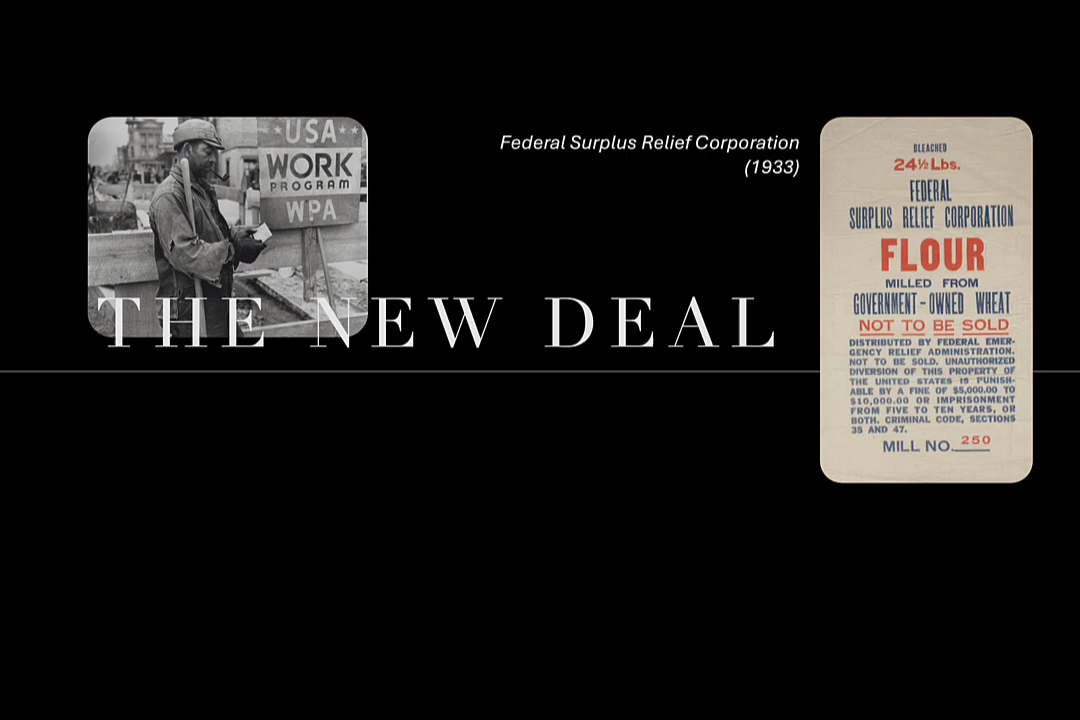 ★★USA★★
WORK
PROGRAM
WPA
THE NEW DEAL
Federal Surplus Relief Corporation
(1933)
BLEACHED
24½ Lbs.
FEDERAL
SURPLUS RELIEF CORPORATION
FLOUR
MILLED FROM
GOVERNMENT-OWNED WHEAT
NOT TO BE SOLD
DISTRIBUTED BY FEDERAL EMER-
GENCY RELIEF ADMINISTRATION.
NOT TO BE SOLD. UNAUTHORIZED
DIVERSION OF THIS PROPERTY OF
THE UNITED STATES IS PUNISH-
ABLE BY A FINE OF $5,000.00 TO
$10,000.00 OR IMPRISONMENT
FROM FIVE TO TEN YEARS, OR
BOTH. CRIMINAL CODE, SECTIONS
35 AND 47.
MILL NO. 250